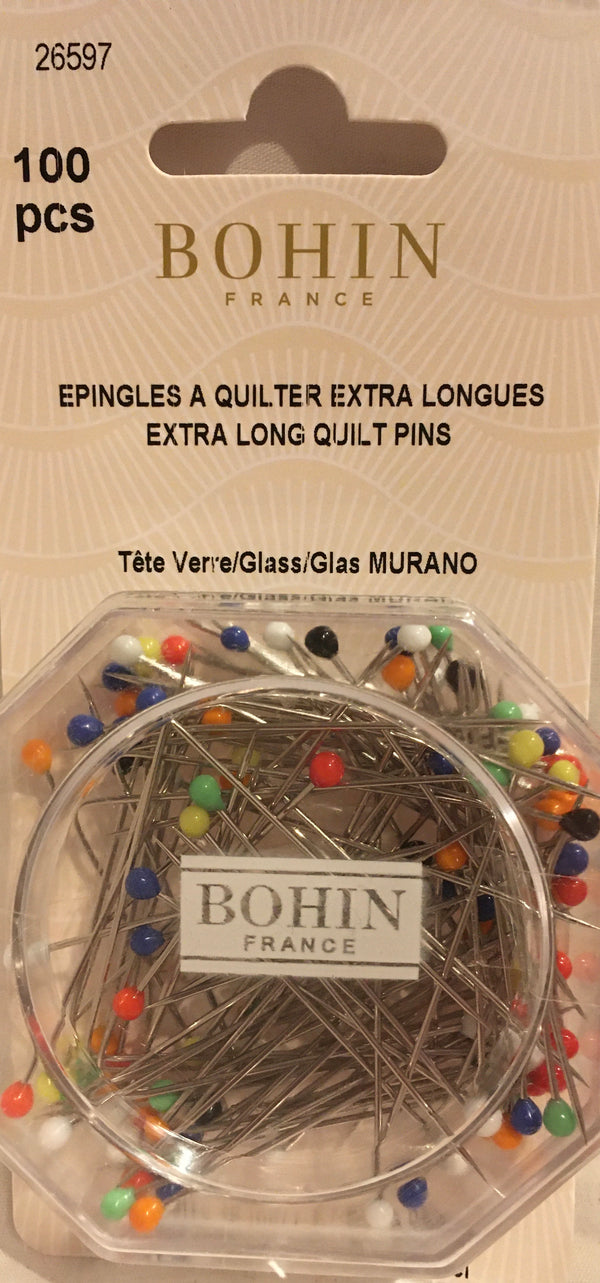 26597
100
pcs
BOHIN
FRANCE
EPINGLES A QUILTER EXTRA LONGUES
EXTRA LONG QUILT PINS
Tête Verre/Glass/Glas MURANO
BOHIN
FRANCE